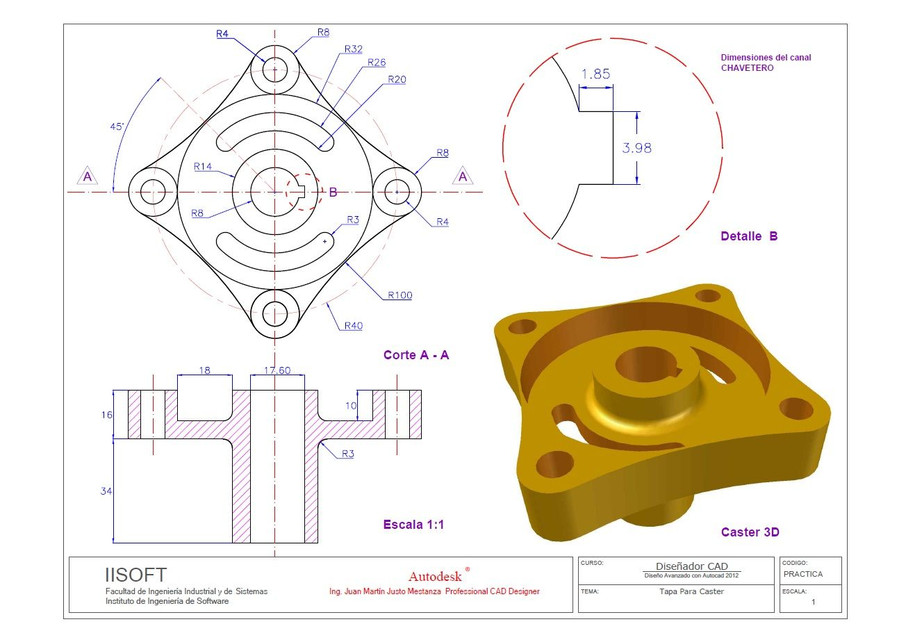 R4
R8
R32
R26
R20
45°
R14
R8
A
A
B
R8
R4
R3
R100
R40
Dimensiones del canal
CHAVETERO
1.85
3.98
Detalle B
Corte A - A
18
17.60
16
10
34
R3
Escala 1:1
Caster 3D
IISOFT
Facultad de Ingeniería Industrial y de Sistemas
Instituto de Ingeniería de Software
Autodesk ®
Ing. Juan Martín Justo Mestanza Professional CAD Designer
CURSO:
Diseñador CAD
Diseño Avanzado con Autocad 2012
TEMA:
Tapa Para Caster
CODIGO:
PRACTICA
ESCALA:
1